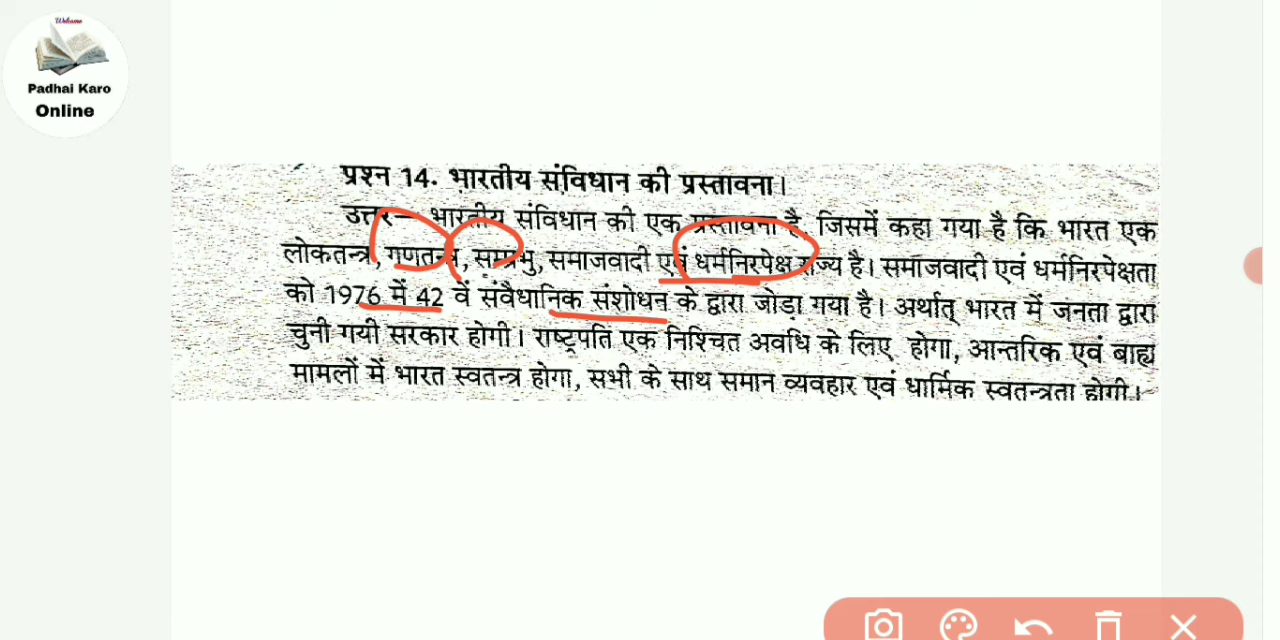 Welcome
Padhai Karo
Online
प्रश्न 14. भारतीय संविधान की प्रस्तावना।
उत्तर— भारतीय संविधान की एक प्रस्तावना है, जिसमें कहा गया है कि भारत एक
लोकतन्त्र, गणतन्त्र, सम्प्रभु, समाजवादी एवं धर्मनिरपेक्ष राज्य है। समाजवादी एवं धर्मनिरपेक्षता
को 1976 में 42 वें संवैधानिक संशोधन के द्वारा जोड़ा गया है। अर्थात् भारत में जनता द्वारा
चुनी गयी सरकार होगी। राष्ट्रपति एक निश्चित अवधि के लिए होगा, आन्तरिक एवं बाह्य
मामलों में भारत स्वतन्त्र होगा, सभी के साथ समान व्यवहार एवं धार्मिक स्वतन्त्रता होगी।